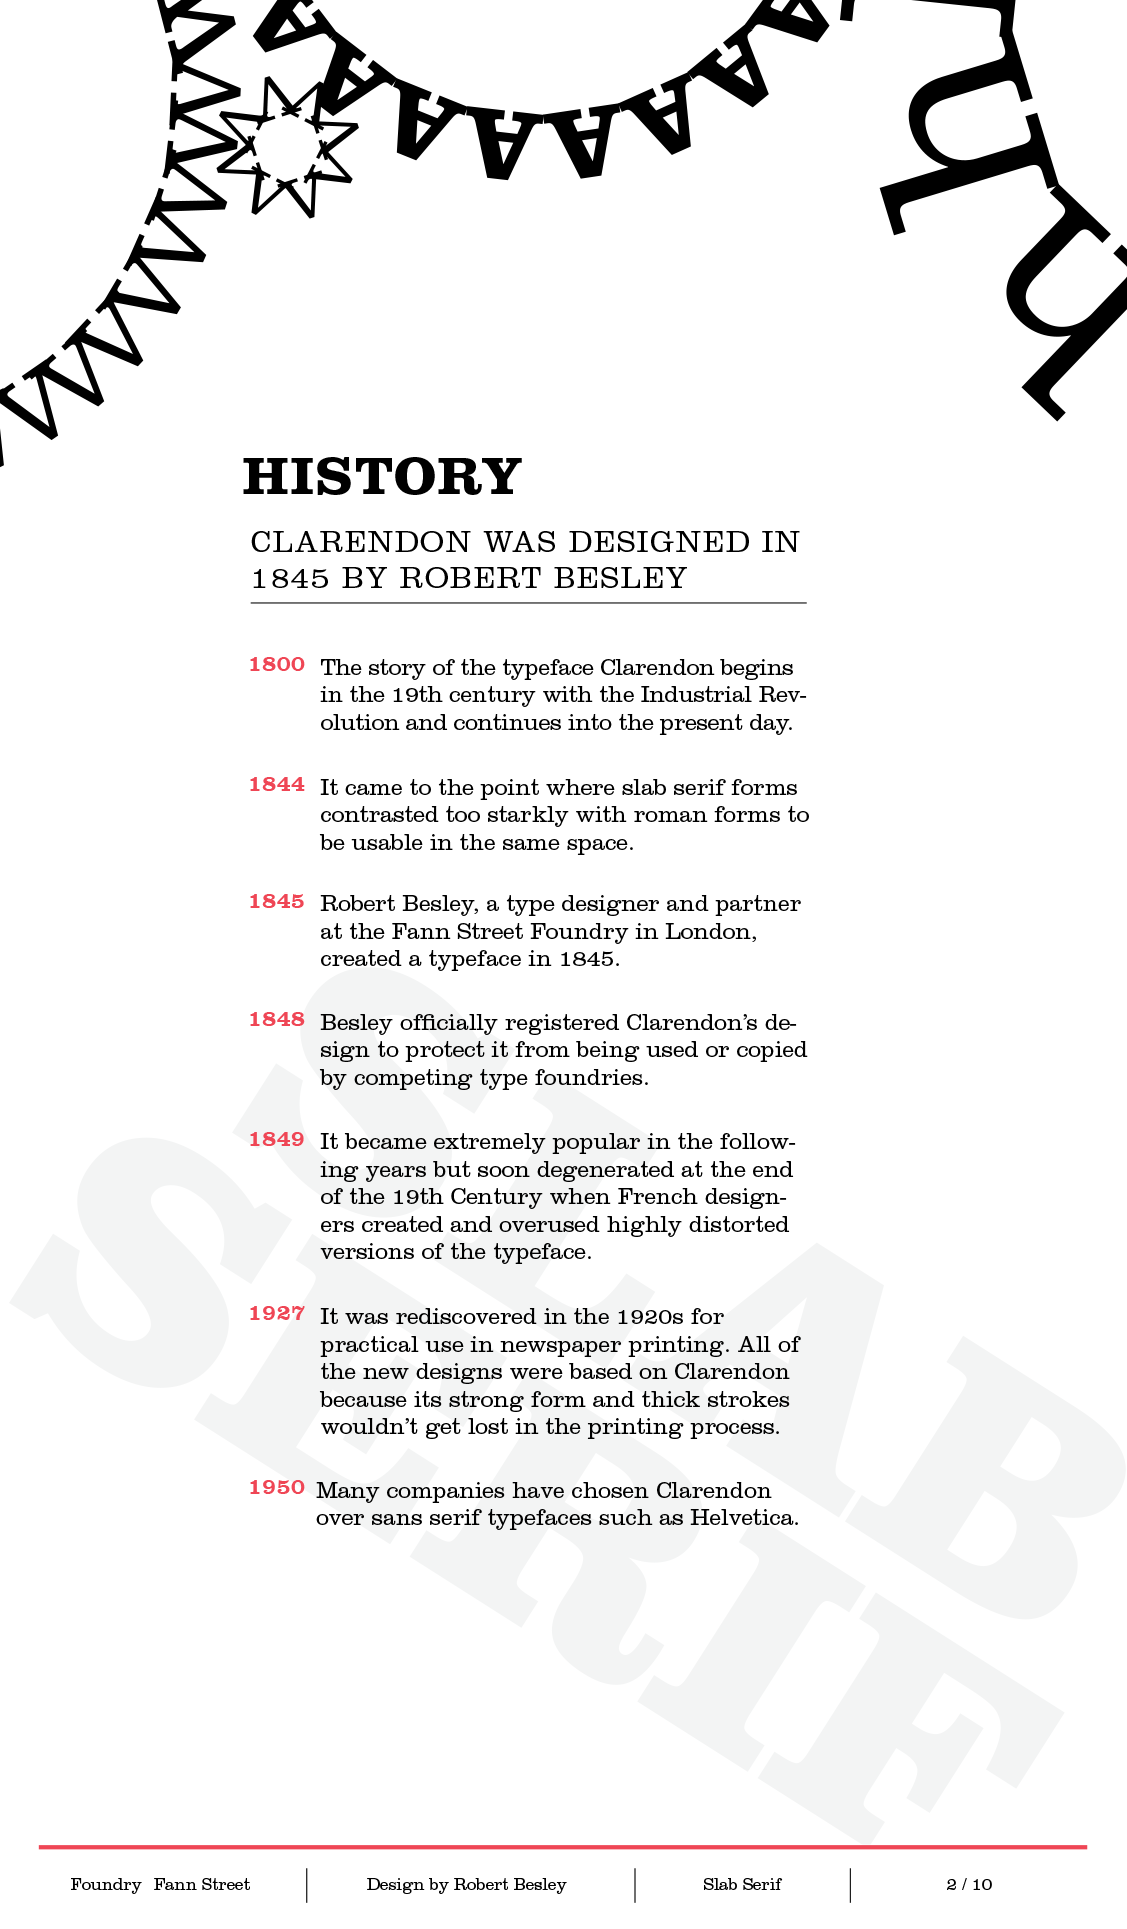 HISTORY
CLARENDON WAS DESIGNED IN
1845 BY ROBERT BESLEY
1800 The story of the typeface Clarendon begins
in the 19th century with the Industrial Rev-
olution and continues into the present day.
1844 It came to the point where slab serif forms
contrasted too starkly with roman forms to
be usable in the same space.
1845 Robert Besley, a type designer and partner
at the Fann Street Foundry in London,
created a typeface in 1845.
1848 Besley officially registered Clarendon's de-
sign to protect it from being used or copied
by competing type foundries.
1849 It became extremely popular in the follow-
ing years but soon degenerated at the end
of the 19th Century when French design-
ers created and overused highly distorted
versions of the typeface.
1927 It was rediscovered in the 1920s for
practical use in newspaper printing. All of
the new designs were based on Clarendon
because its strong form and thick strokes
wouldn't get lost in the printing process.
1950 Many companies have chosen Clarendon
over sans serif typefaces such as Helvetica.
SLAB
SERIF
Foundry Fann Street
Design by Robert Besley
Slab Serif
2 / 10